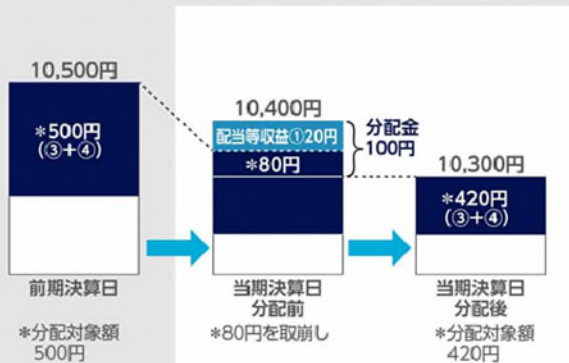 10,500円
*500円
(③+④)
前期決算日
*分配対象額
500円
10,400円
配当等収益①20円
*80円
分配金
100円
当期決算日
分配前
*80円を取崩し
10,300円
*420円
(③+④)
当期決算日
分配後
*分配対象額
420円